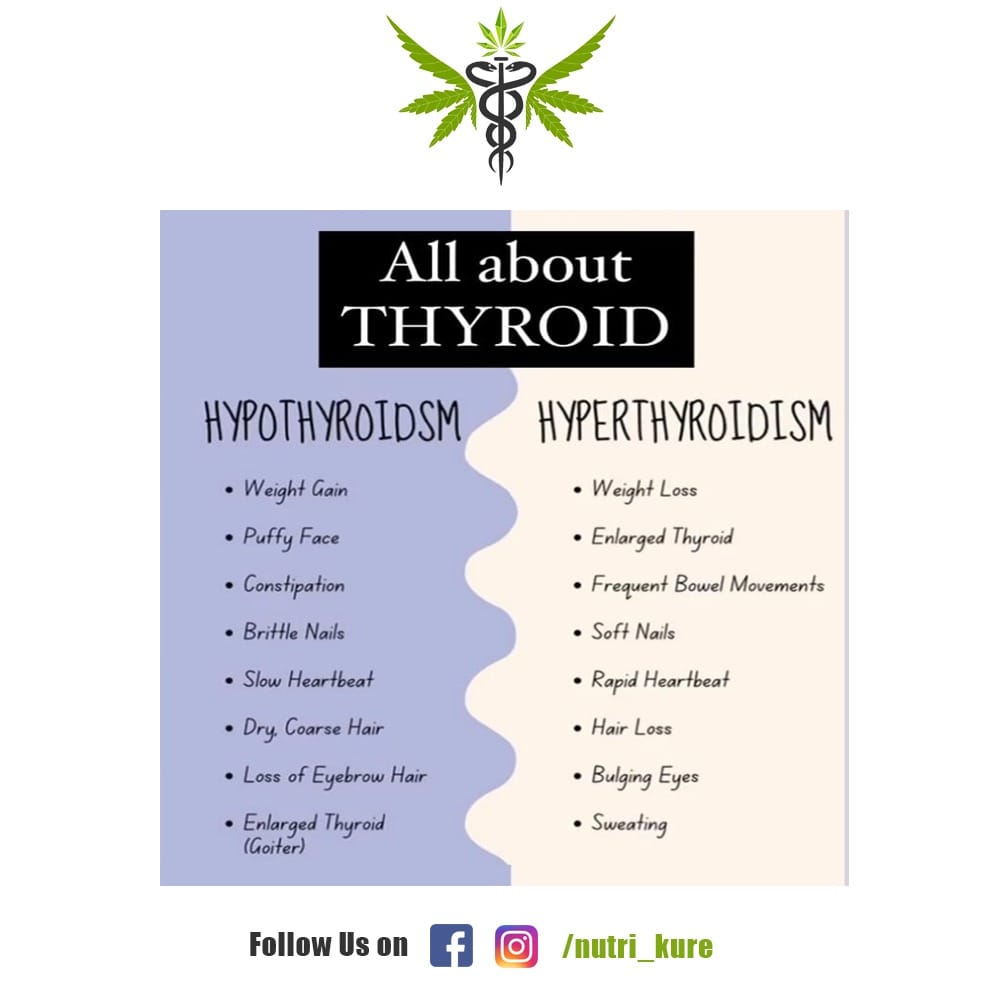 All about
THYROID
HYPOTHYROIDSM
• Weight Gain
• Puffy Face
• Constipation
• Brittle Nails
• Slow Heartbeat
• Dry, Coarse Hair
• Loss of Eyebrow Hair
• Enlarged Thyroid
(Goiter)
HYPERTHYROIDISM
• Weight Loss
• Enlarged Thyroid
• Frequent Bowel Movements
• Soft Nails
• Rapid Heartbeat
• Hair Loss
• Bulging Eyes
• Sweating
Follow Us on /nutri_kure